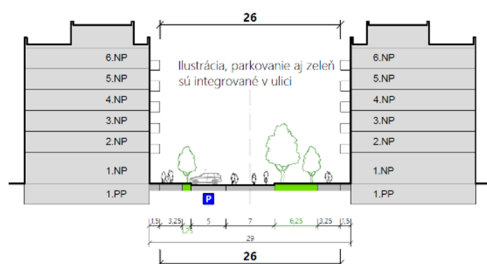 26
Ilustrácia, parkovanie aj zeleň
sú integrované v ulici
6.NP
5.NP
4.NP
3.NP
2.NP
1.NP
1.PP
6.NP
5.NP
4.NP
3.NP
2.NP
1.NP
1.PP
P
1,5 3,25 5 7 6,25 3,25 1,5
29
26